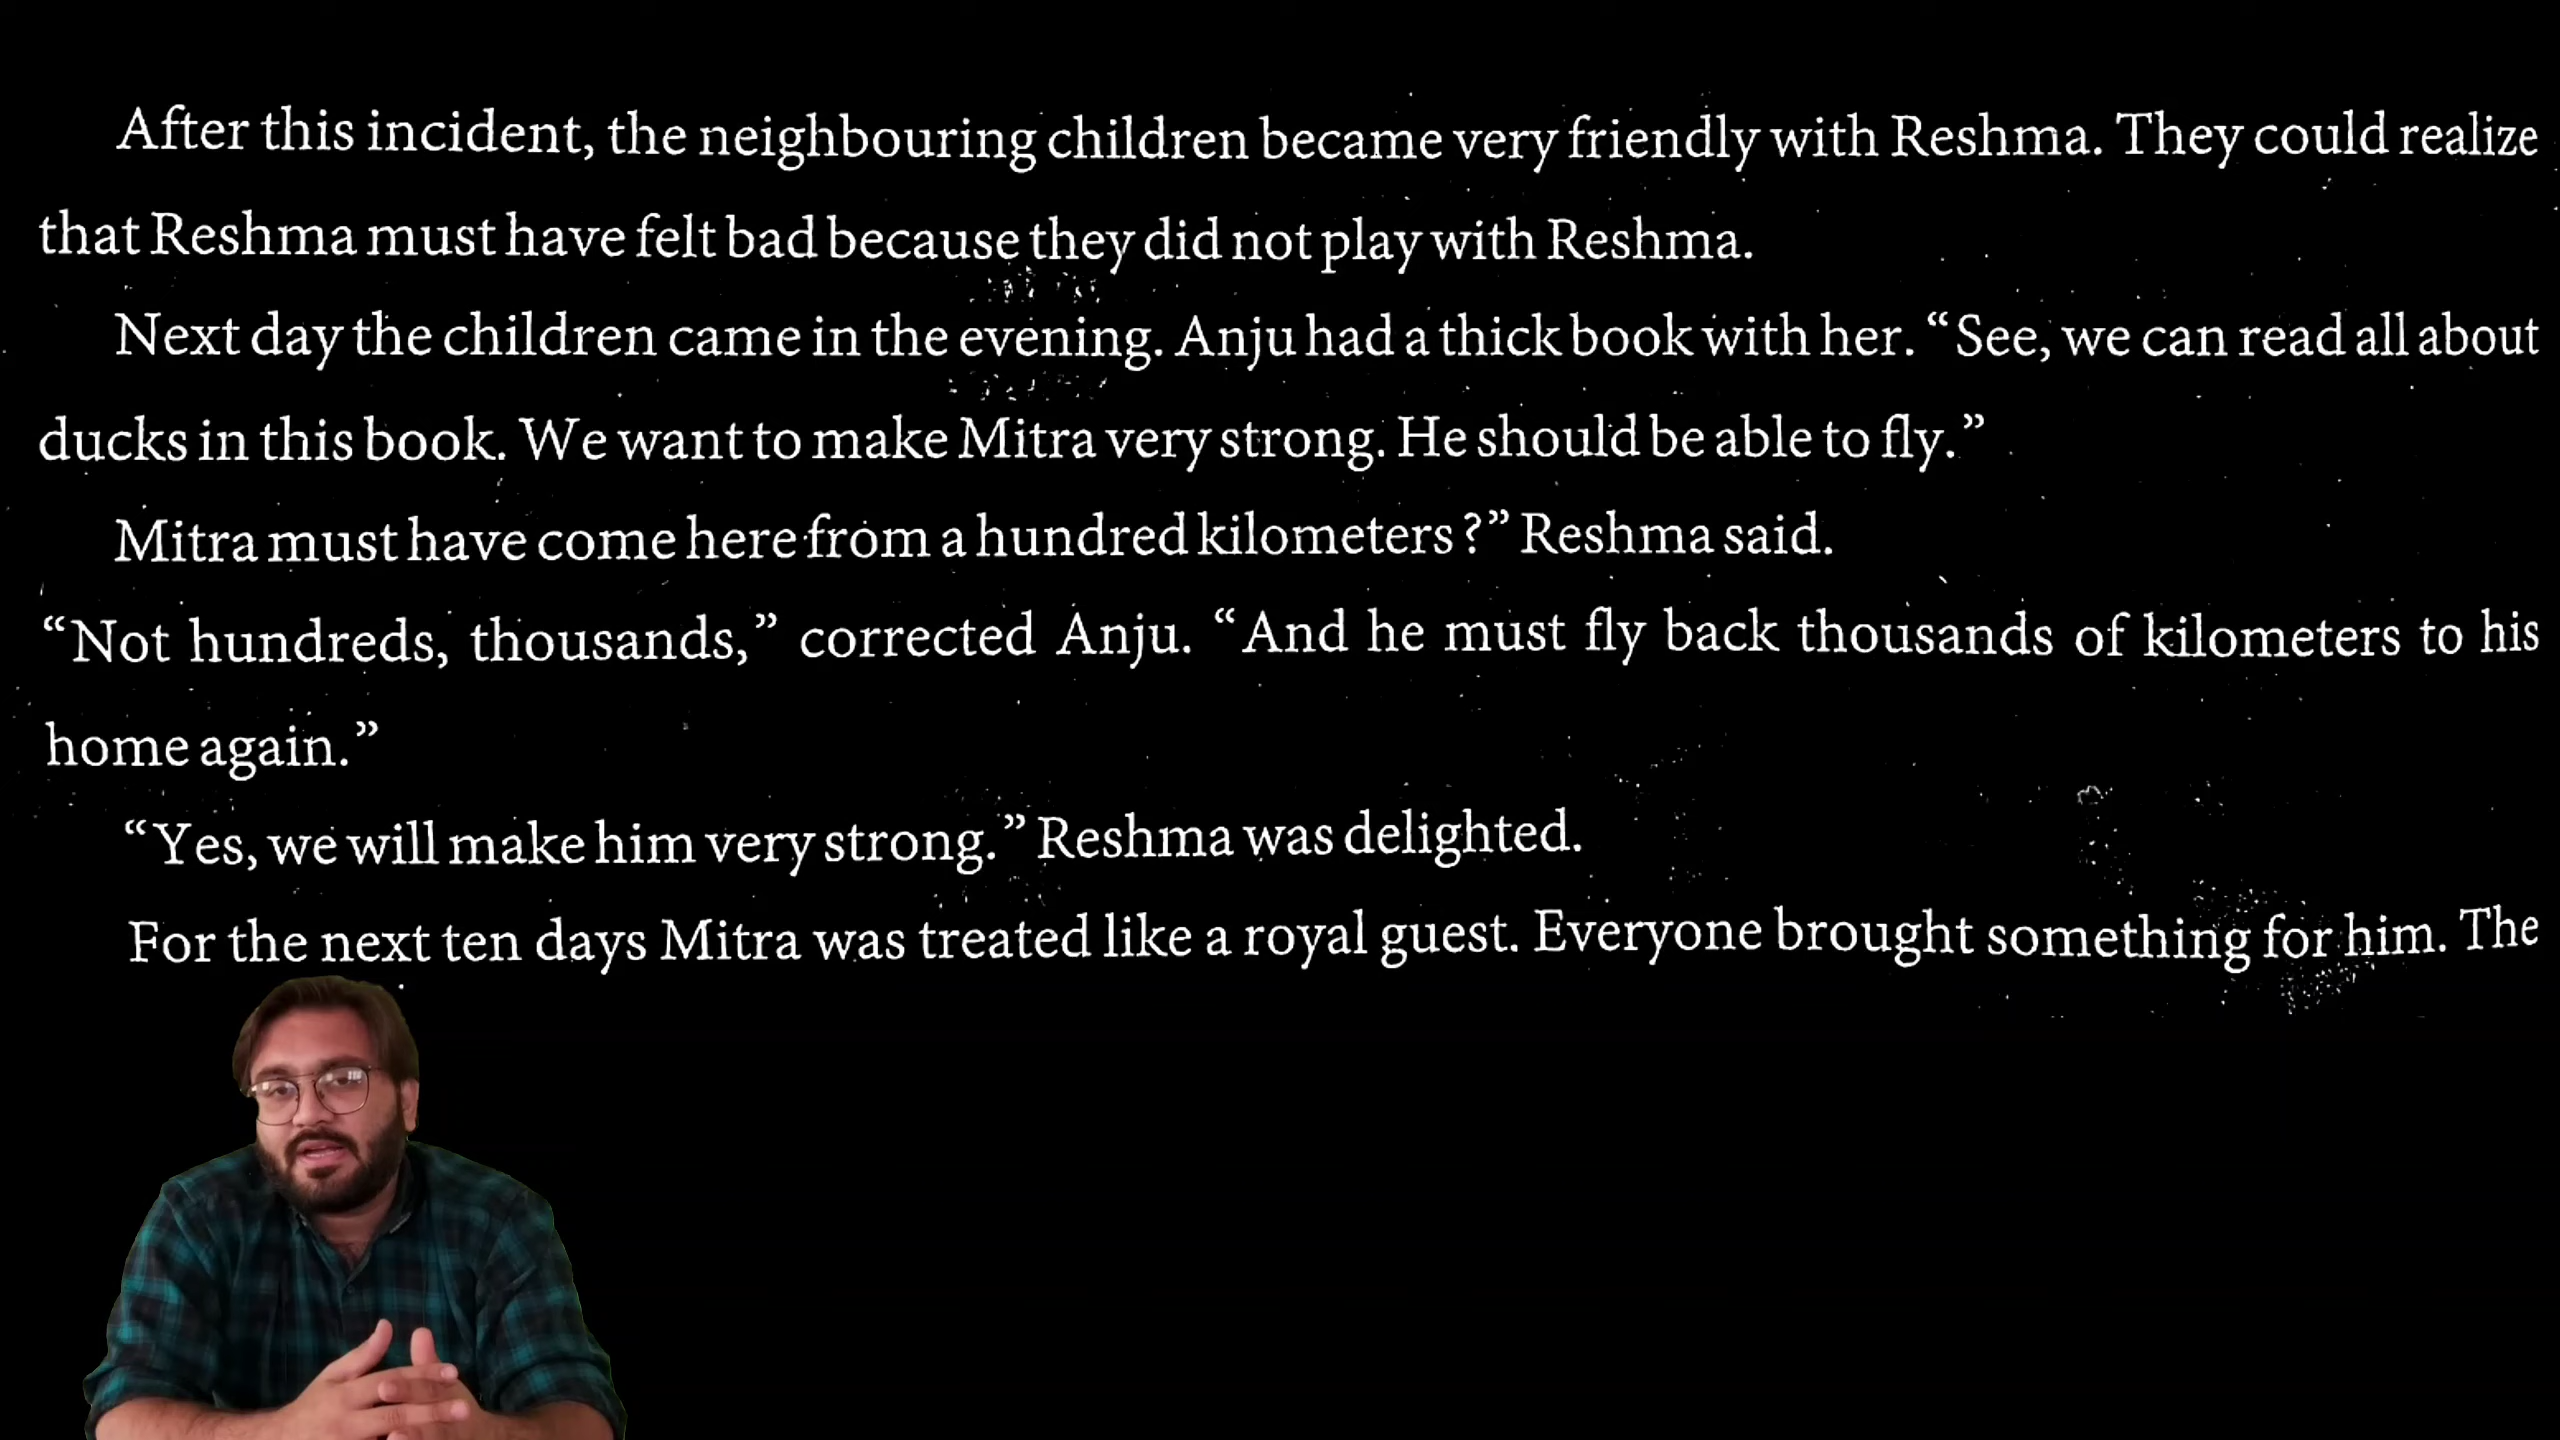 After this incident, the neighbouring children became very friendly with Reshma. They could realize
that Reshma must have felt bad because they did not play with Reshma.
Next day the children came in the evening. Anju had a thick book with her. “See, we can read all about
ducks in this book. We want to make Mitra very strong. He should be able to fly.”
Mitra must have come here from a hundred kilometers?” Reshma said.
“Not hundreds, thousands,” corrected Anju. “And he must fly back thousands of kilometers to his
home again.”
“Yes, we will make him very strong.” Reshma was delighted.
For the next ten days Mitra was treated like a royal guest. Everyone brought something for him. The